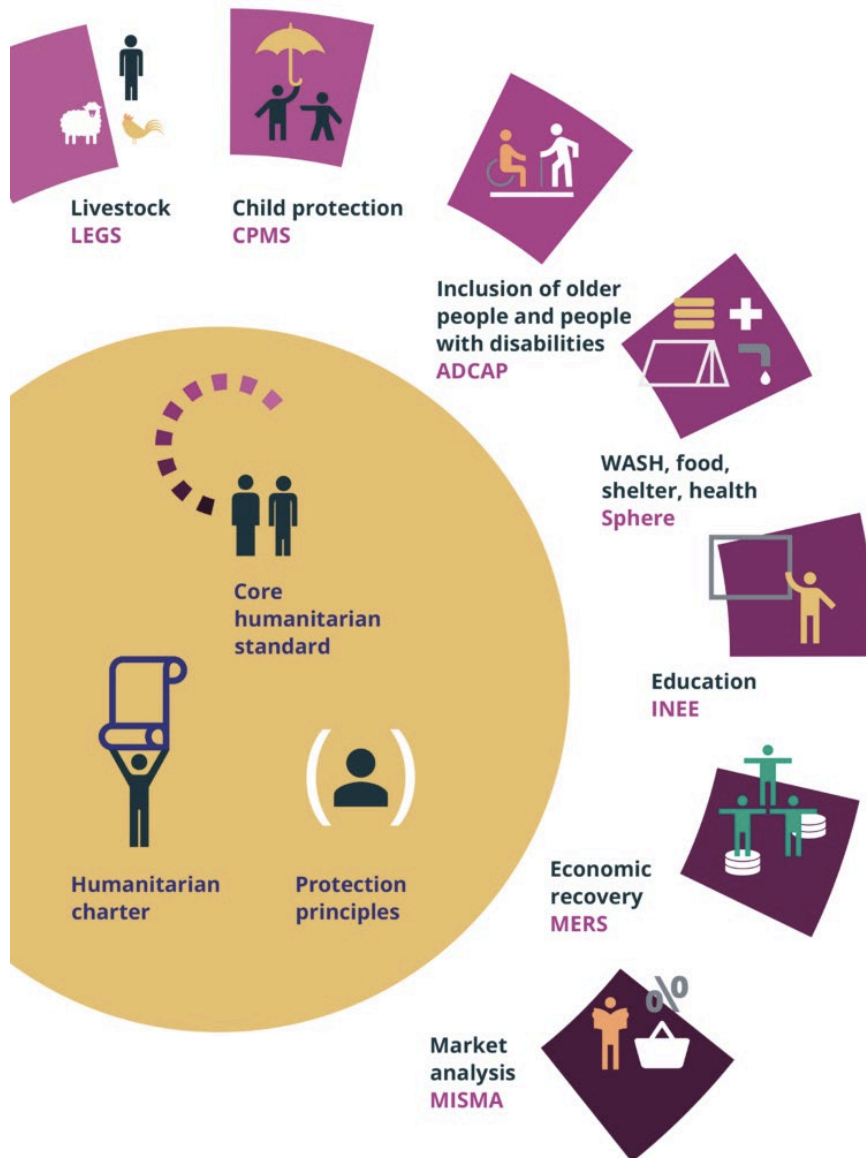 Livestock
LEGS
Child protection
CPMS
Inclusion of older
people and people
with disabilities
ADCAP
WASH, food,
shelter, health
Sphere
Education
INEE
Economic
recovery
MERS
Market
analysis
MISMA
Core
humanitarian
standard
Humanitarian
charter
Protection
principles